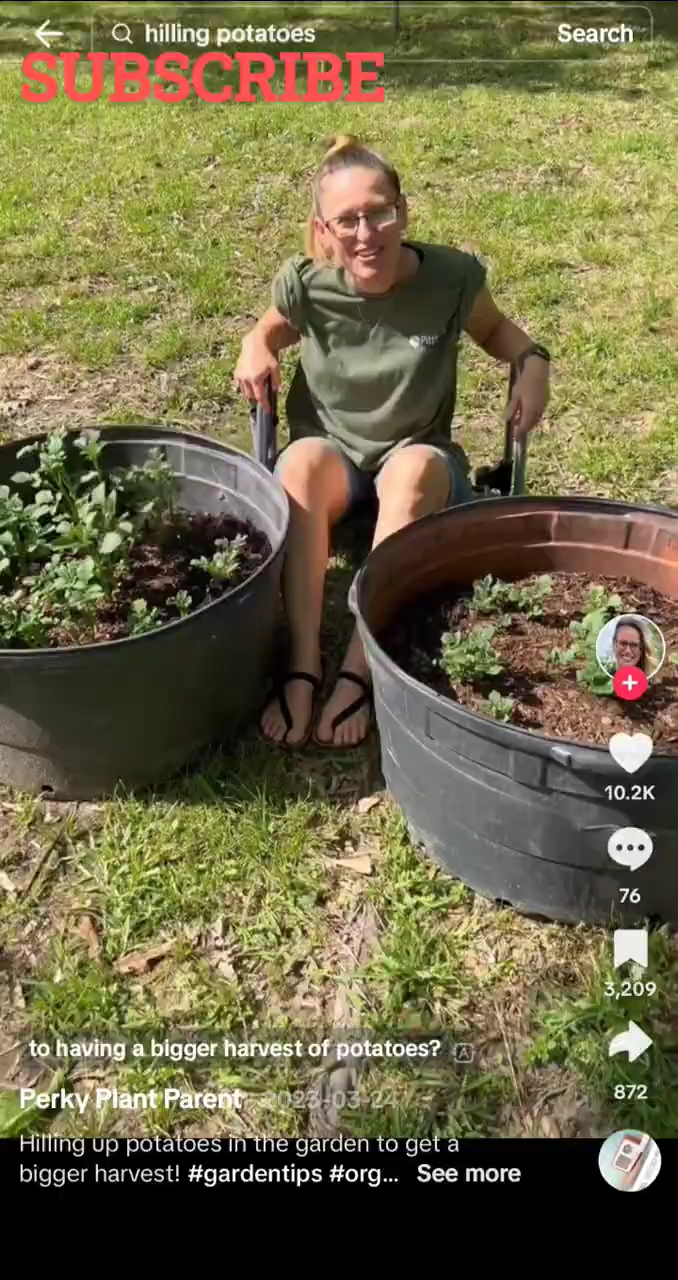 hilling potatoes
Search
SUBSCRIBE
10.2K
76
3,209
872
to having a bigger harvest of potatoes?
Perky Plant Parent
2023-03-24
Hilling up potatoes in the garden to get a
bigger harvest! #gardentips #org... See more